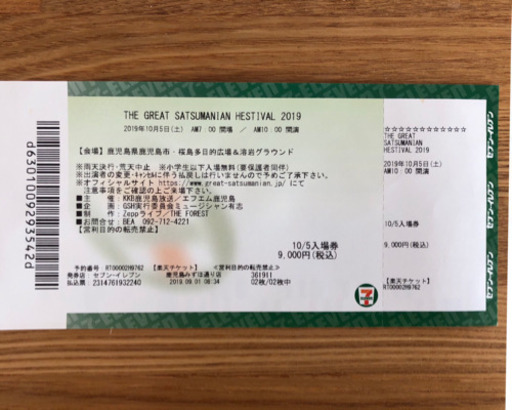 THE GREAT SATSUMANIAN HESTIVAL 2019
2019年10月5日(土) AM7:00 開場 / AM10:00 開演
【会場】鹿児島県鹿児島市・桜島多目的広場&溶岩グラウンド
※雨天決行・荒天中止 ※小学生以下入場無料(要保護者同伴)
※出演者の変更・キャンセルに伴う払戻しは行いませんので予めご了承下さい。
※オフィシャルサイト https://www.great-satsumanian.jp/ にて
注意事項をご確認の上ご来場下さい。
■主 催 : KKB鹿児島放送/エフエム鹿児島
■企 画 : GSH実行委員会ミュージシャン有志
■制 作 : Zeppライブ/THE FOREST
■お問合せ : BEA 092-712-4221
【営利目的の転売禁止】
10/5入場券
9,000円(税込)
予約番号 RT00002H9762 【楽天チケット】 <営利目的の転売禁止>
発券店 : セブン-イレブン 鹿児島みずほ通り店 361911
払込票 : 2314761932240 2019.09.01 08:34 02枚/02枚中
d6301009293542d
☆☆☆☆☆☆☆☆☆☆☆☆
THE GREAT
SATSUMANIAN
HESTIVAL 2019
2019年10月5日(土)
AM10:00 開演
10/5入場券
9,000円(税込)
【楽天チケット】
RT00002H9762
7
ELEVEN